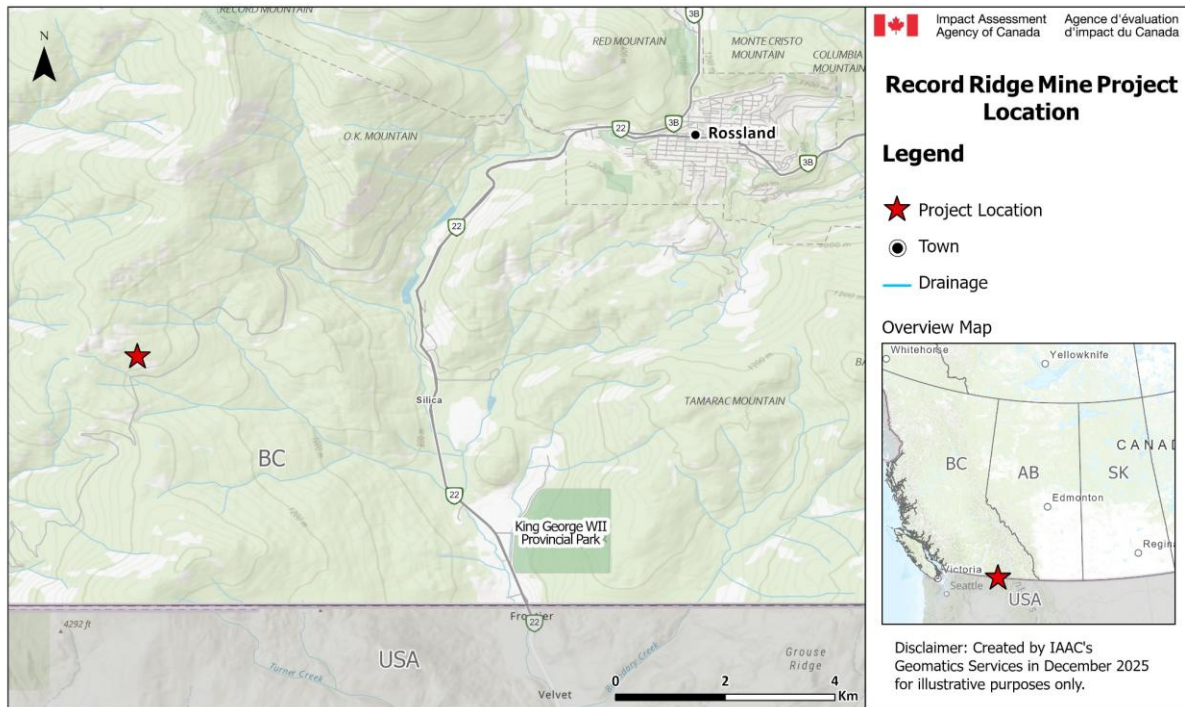 RECORD MOUNTAIN
3B
RED MOUNTAIN
MONTE CRISTO
MOUNTAIN
COLUMBIA
MOUNTAIN
N
O.K. MOUNTAIN
22
3B
Rossland
3B
22
Silica
TAMARAC MOUNTAIN
BC
22
King George WII
Provincial Park
Frontier
22
4292 ft
USA
Turner Creek
Boundary Creek
Grouse
Ridge
Velvet
0
2
4
Km
Impact Assessment
Agency of Canada
Agence d'évaluation
d'impact du Canada
Record Ridge Mine Project
Location
Legend
Project Location
Town
Drainage
Overview Map
Whitehorse
Yellowknife
CANAD
BC
AB
SK
Edmonton
Regina
Victoria
Seattle
USA
Disclaimer: Created by IAAC's
Geomatics Services in December 2025
for illustrative purposes only.